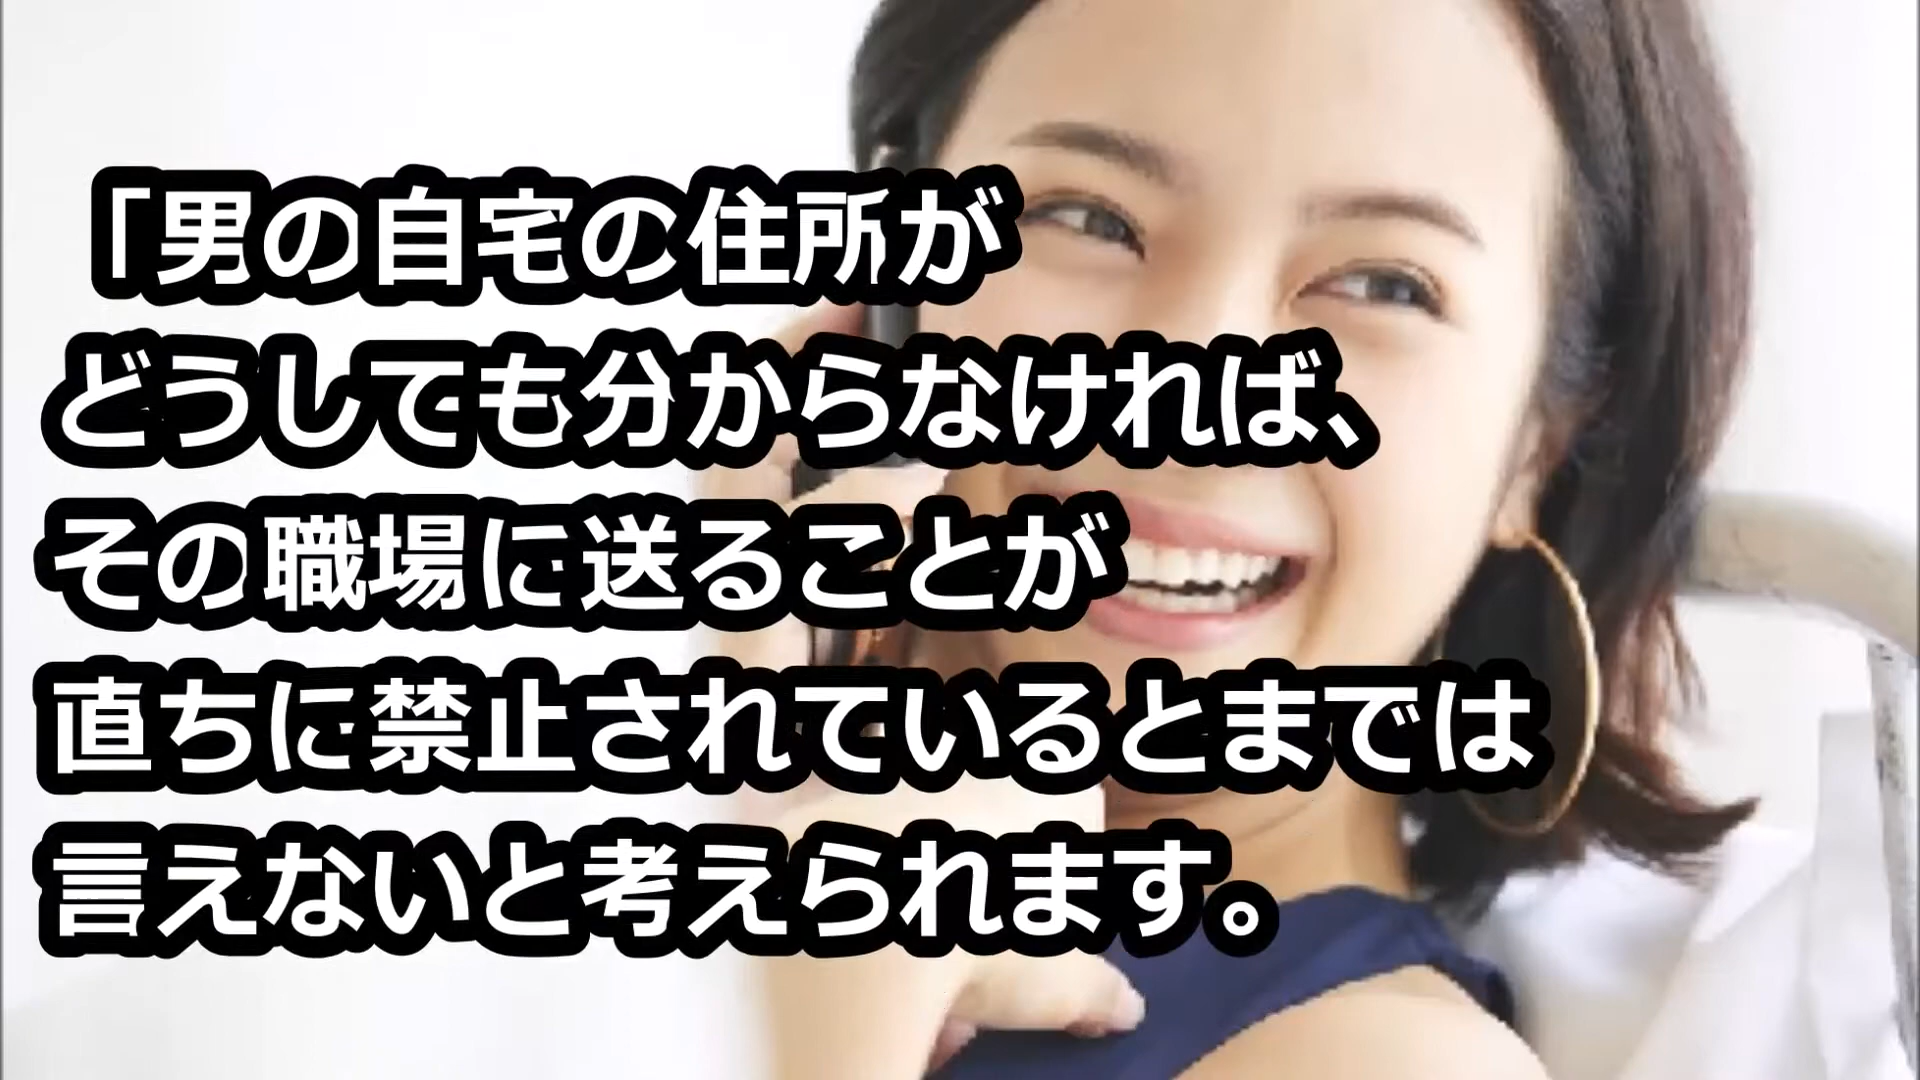 「男の自宅の住所が
どうしても分からなければ、
その職場に送ることが
直ちに禁止されているとまでは
言えないと考えられます。